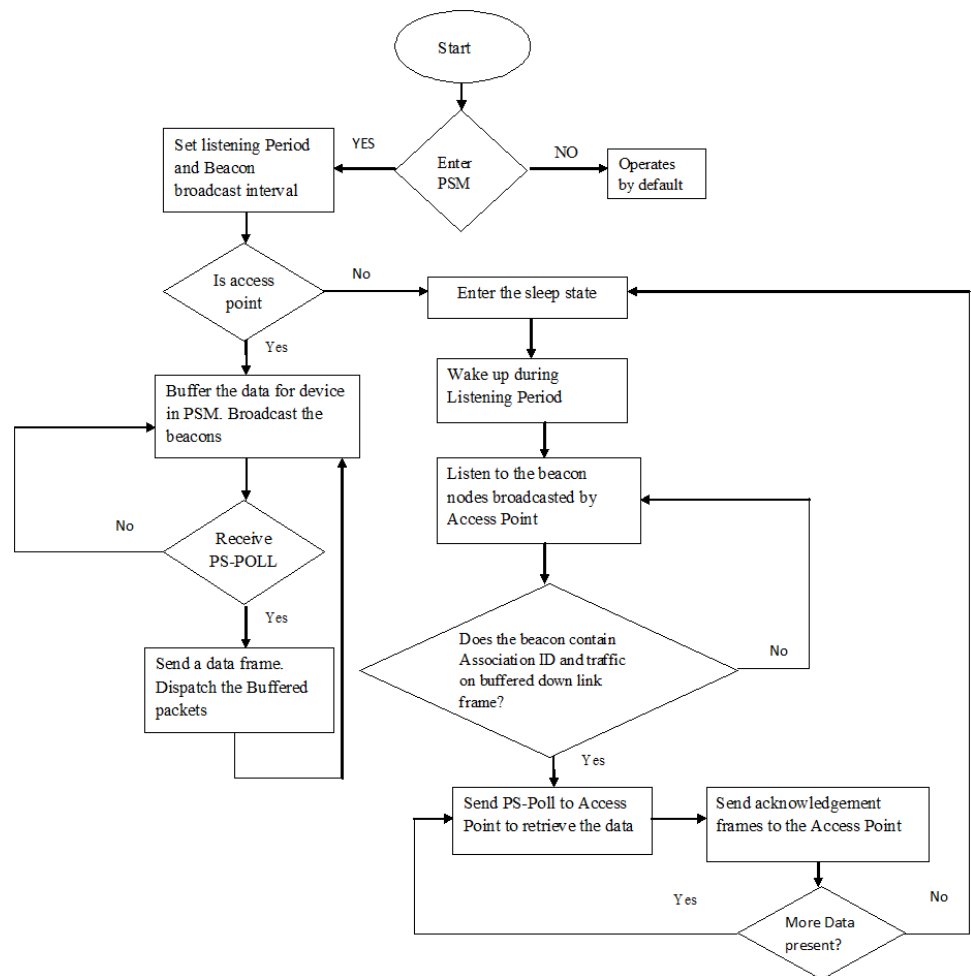 Start
Enter
PSM
YES
NO
Set listening Period
and Beacon
broadcast interval
Operates
by default
Is access
point
No
Enter the sleep state
Yes
Wake up during
Listening Period
Buffer the data for device
in PSM. Broadcast the
beacons
Listen to the beacon
nodes broadcasted by
Access Point
No
Receive
PS-POLL
Yes
Does the beacon contain
Association ID and traffic
on buffered down link
frame?
No
Send a data frame.
Dispatch the Buffered
packets
Yes
Send PS-Poll to Access
Point to retrieve the data
Send acknowledgement
frames to the Access Point
Yes
No
More Data
present?